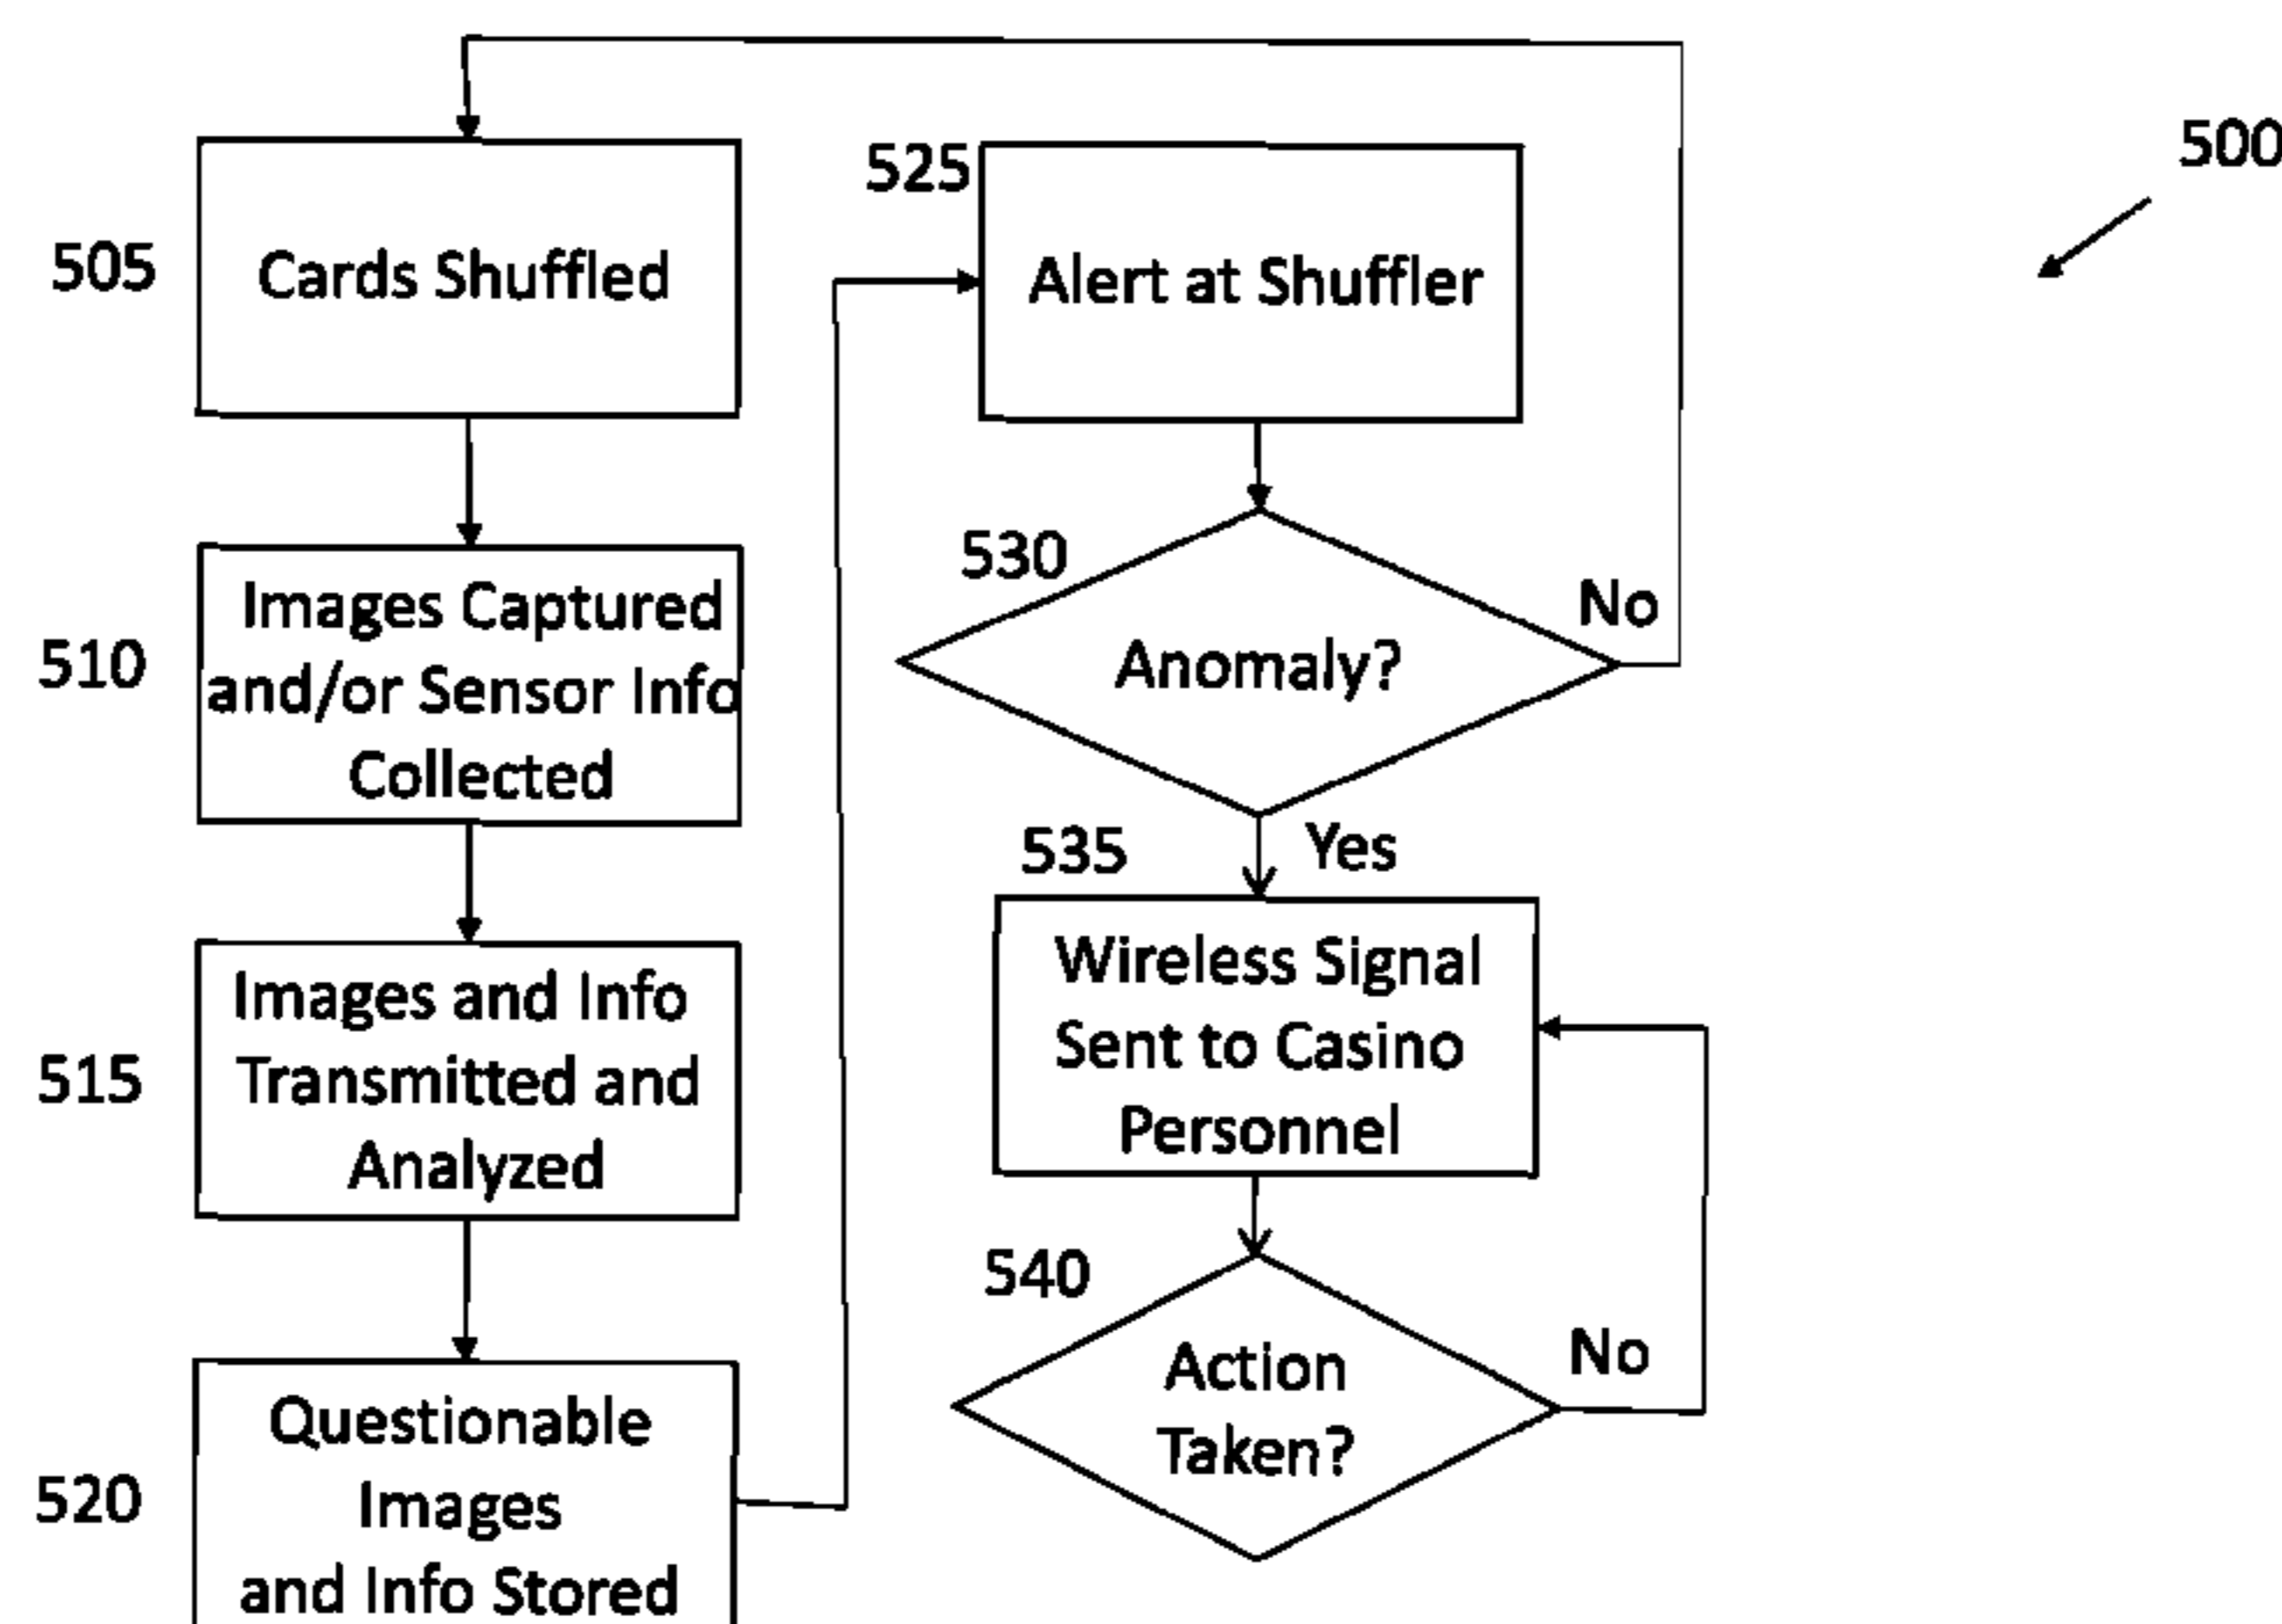 500
505
Cards Shuffled
510
Images Captured
and/or Sensor Info
Collected
515
Images and Info
Transmitted and
Analyzed
520
Questionable
Images
and Info Stored
525
Alert at Shuffler
530
Anomaly?
No
Yes
535
Wireless Signal
Sent to Casino
Personnel
540
Action
Taken?
No